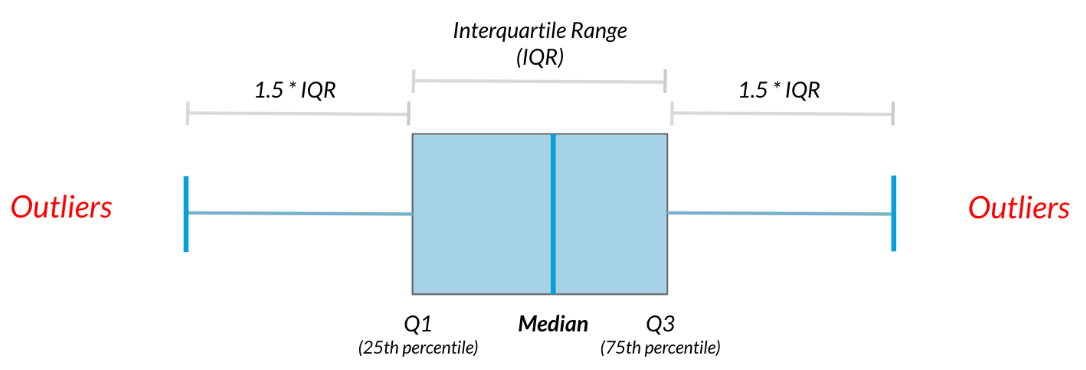 Interquartile Range
(IQR)
1.5 * IQR
1.5 * IQR
Outliers
Outliers
Q1
(25th percentile)
Median
Q3
(75th percentile)